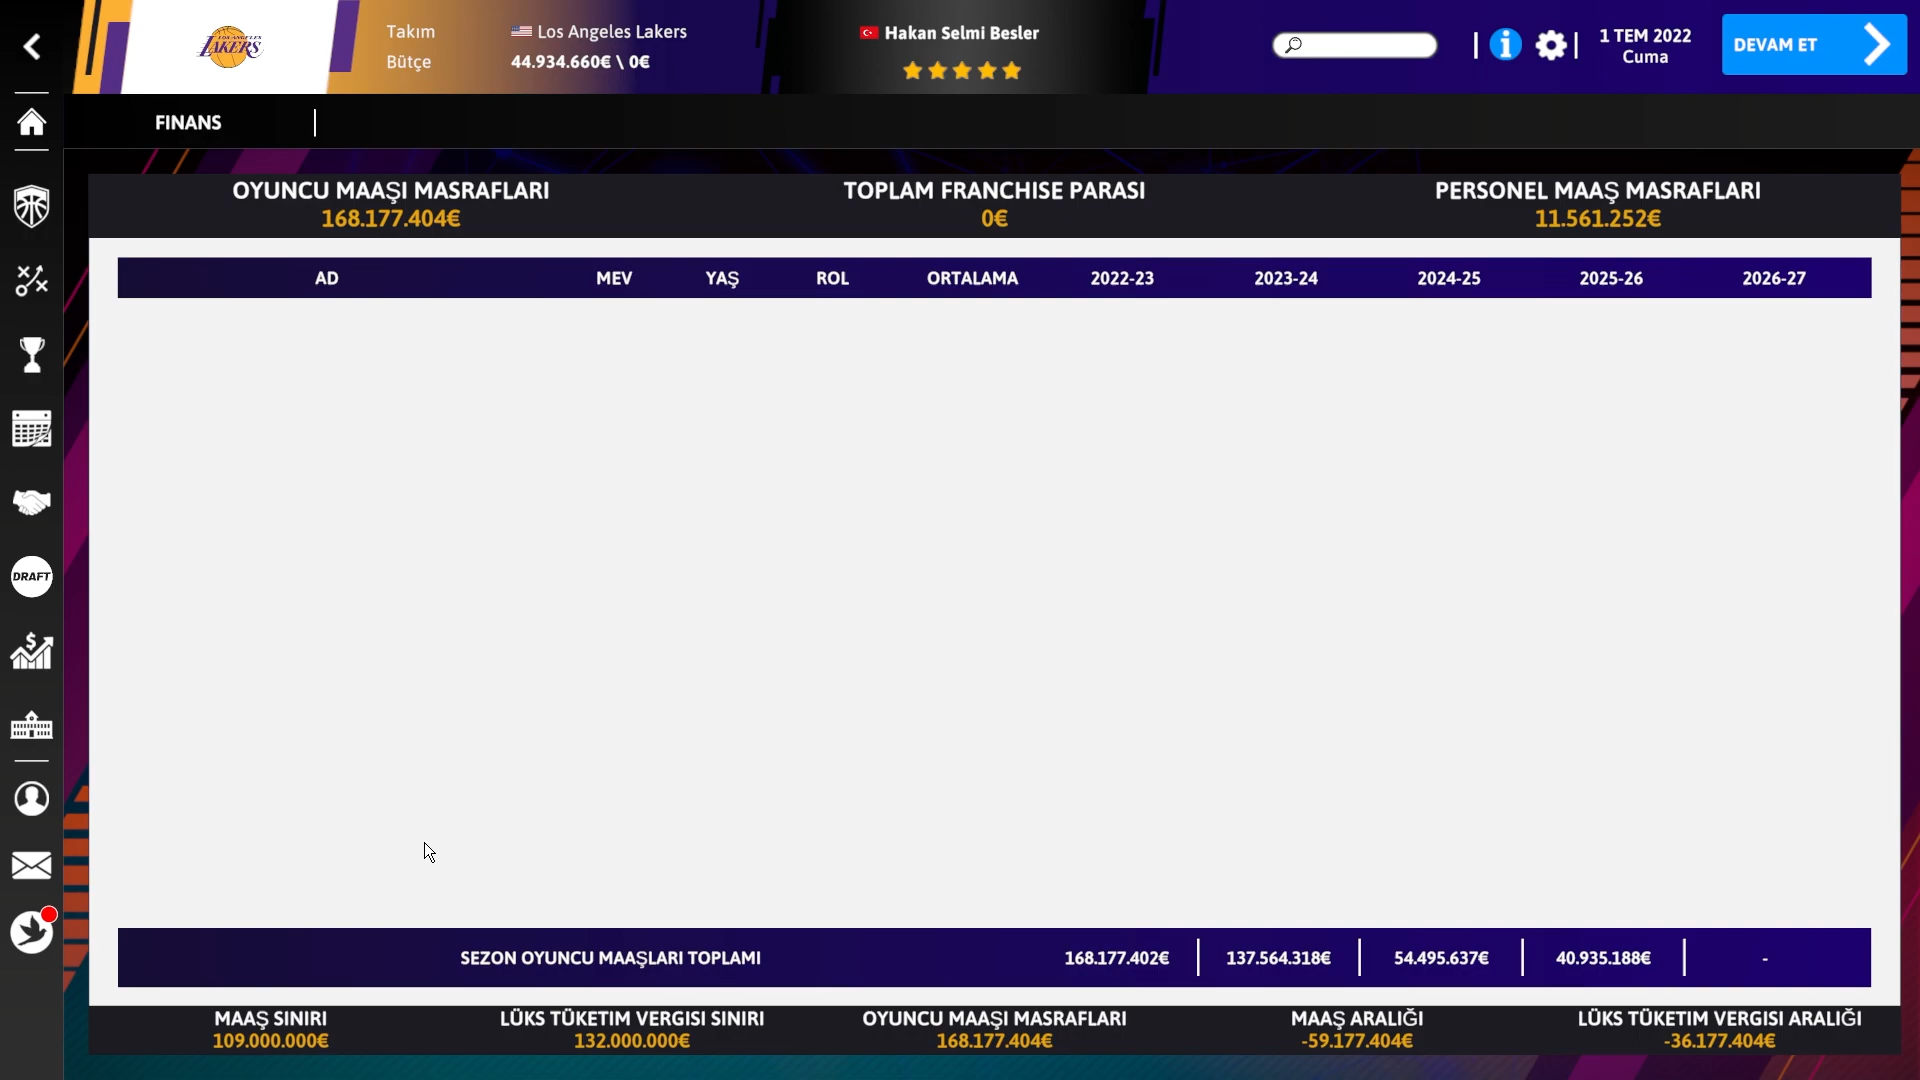 LOS ANGELES
LAKERS
Takım
Los Angeles Lakers
Bütçe
44.934.660€ \ 0€
Hakan Selmi Besler
1 TEM 2022
Cuma
DEVAM ET
FINANS
OYUNCU MAAŞI MASRAFLARI
168.177.404€
TOPLAM FRANCHISE PARASI
0€
PERSONEL MAAŞ MASRAFLARI
11.561.252€
AD MEV YAŞ ROL ORTALAMA 2022-23 2023-24 2024-25 2025-26 2026-27
DRAFT
SEZON OYUNCU MAAŞLARI TOPLAMI 168.177.402€ 137.564.318€ 54.495.637€ 40.935.188€ -
MAAŞ SINIRI
109.000.000€
LÜKS TÜKETIM VERGISI SINIRI
132.000.000€
OYUNCU MAAŞI MASRAFLARI
168.177.404€
MAAŞ ARALIĞI
-59.177.404€
LÜKS TÜKETIM VERGISI ARALIĞI
-36.177.404€